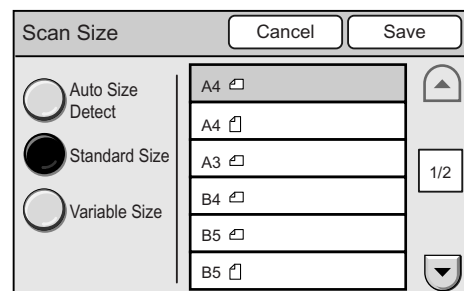 Scan Size
Cancel
Save
Auto Size
Detect
Standard Size
Variable Size
A4
A4
A3
B4
B5
B5
1/2